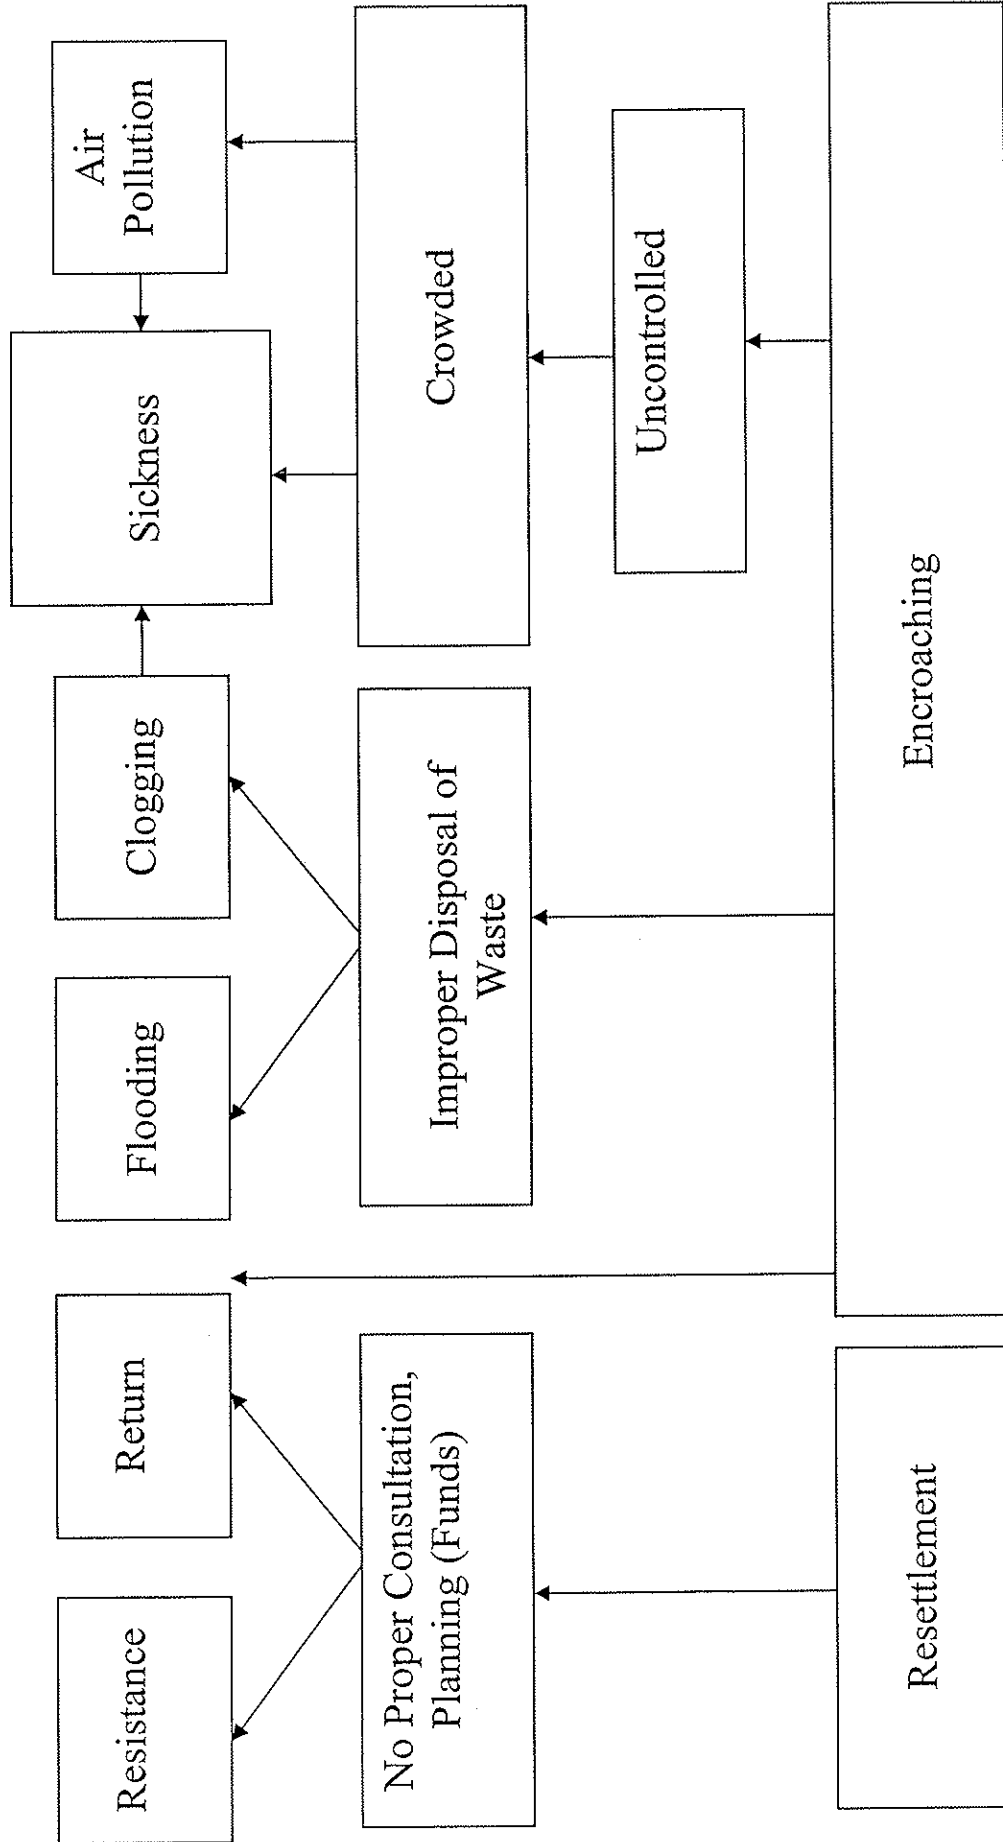 Resistance
Return
Flooding
Clogging
Sickness
Air
Pollution
No Proper Consultation,
Planning (Funds)
Improper Disposal of
Waste
Crowded
Uncontrolled
Resettlement
Encroaching